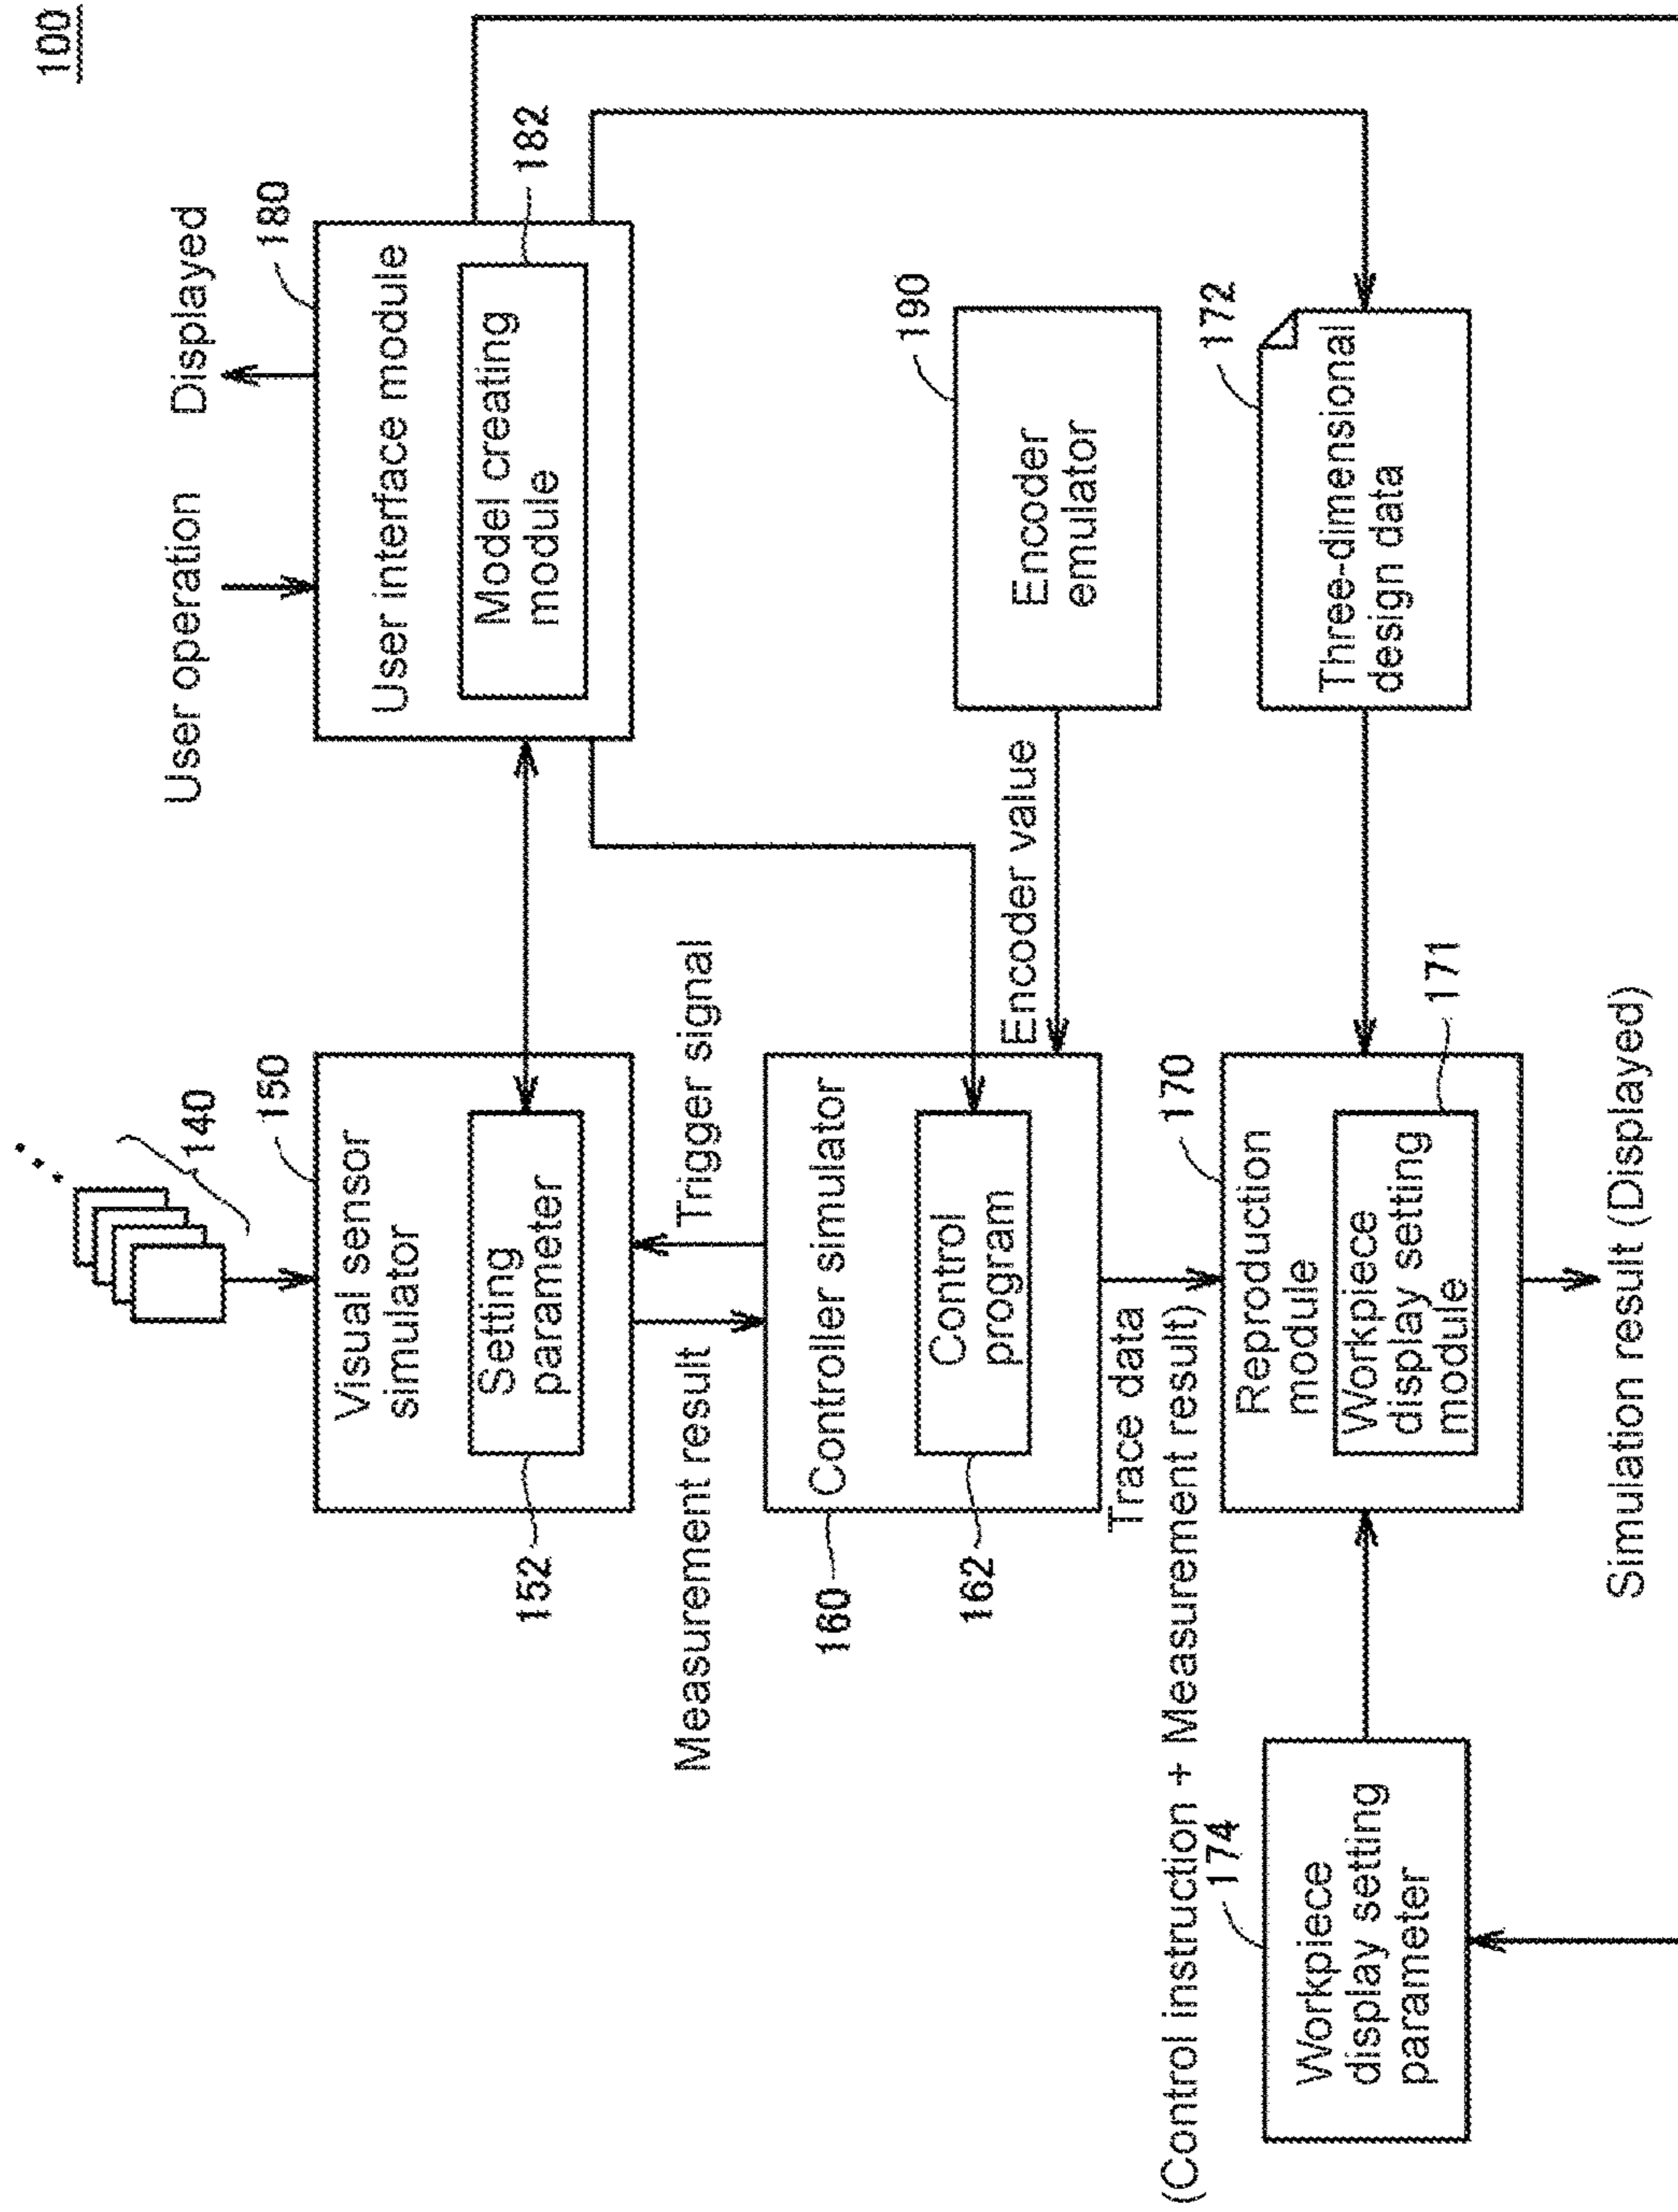 100
User operation
Displayed
140
150
180
Visual sensor
simulator
User interface module
152
Setting
parameter
Model creating
module
182
Measurement result
Trigger signal
160
Controller simulator
190
162
Control
program
Encoder value
Encoder
emulator
Trace data
(Control instruction + Measurement result)
174
170
172
Workpiece
display setting
parameter
Reproduction
module
Workpiece
display setting
module
171
Three-dimensional
design data
Simulation result (Displayed)